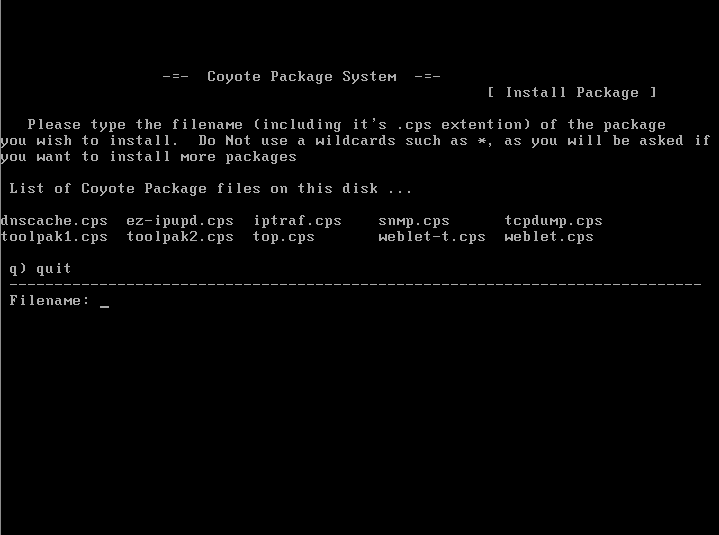 -=-  Coyote Package System  -=-
[ Install Package ]
Please type the filename (including it's .cps extention) of the package
you wish to install.  Do Not use a wildcards such as *, as you will be asked if
you want to install more packages
List of Coyote Package files on this disk ...
dnscache.cps  ez-ipupd.cps  iptraf.cps    snmp.cps      tcpdump.cps
toolpak1.cps  toolpak2.cps  top.cps       weblet-t.cps  weblet.cps
q) quit
-----------------------------------------------------------------------------
Filename: _